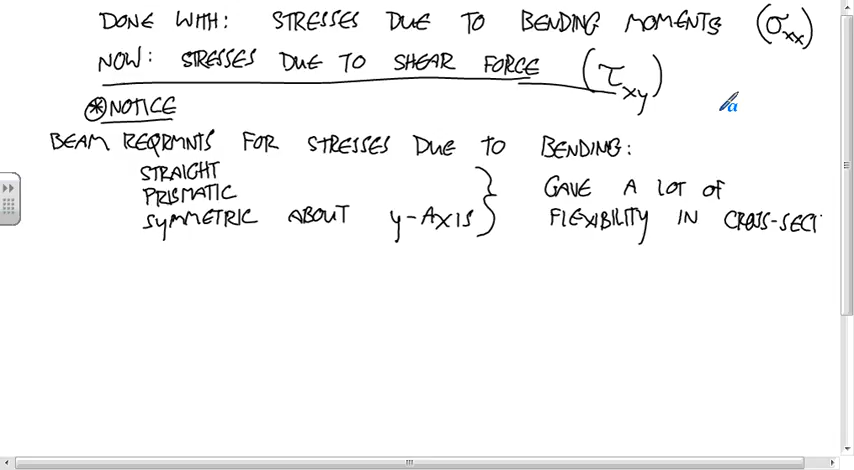 DONE WITH: STRESSES DUE TO BENDING MOMENTS (σxx)
NOW: STRESSES DUE TO SHEAR FORCE (τxy)
*NOTICE
BEAM REQRMNTS FOR STRESSES DUE TO BENDING:
STRAIGHT
PRISMATIC
SYMMETRIC ABOUT y-AXIS
GAVE A LOT OF
FLEXIBILITY IN CROSS-SECT